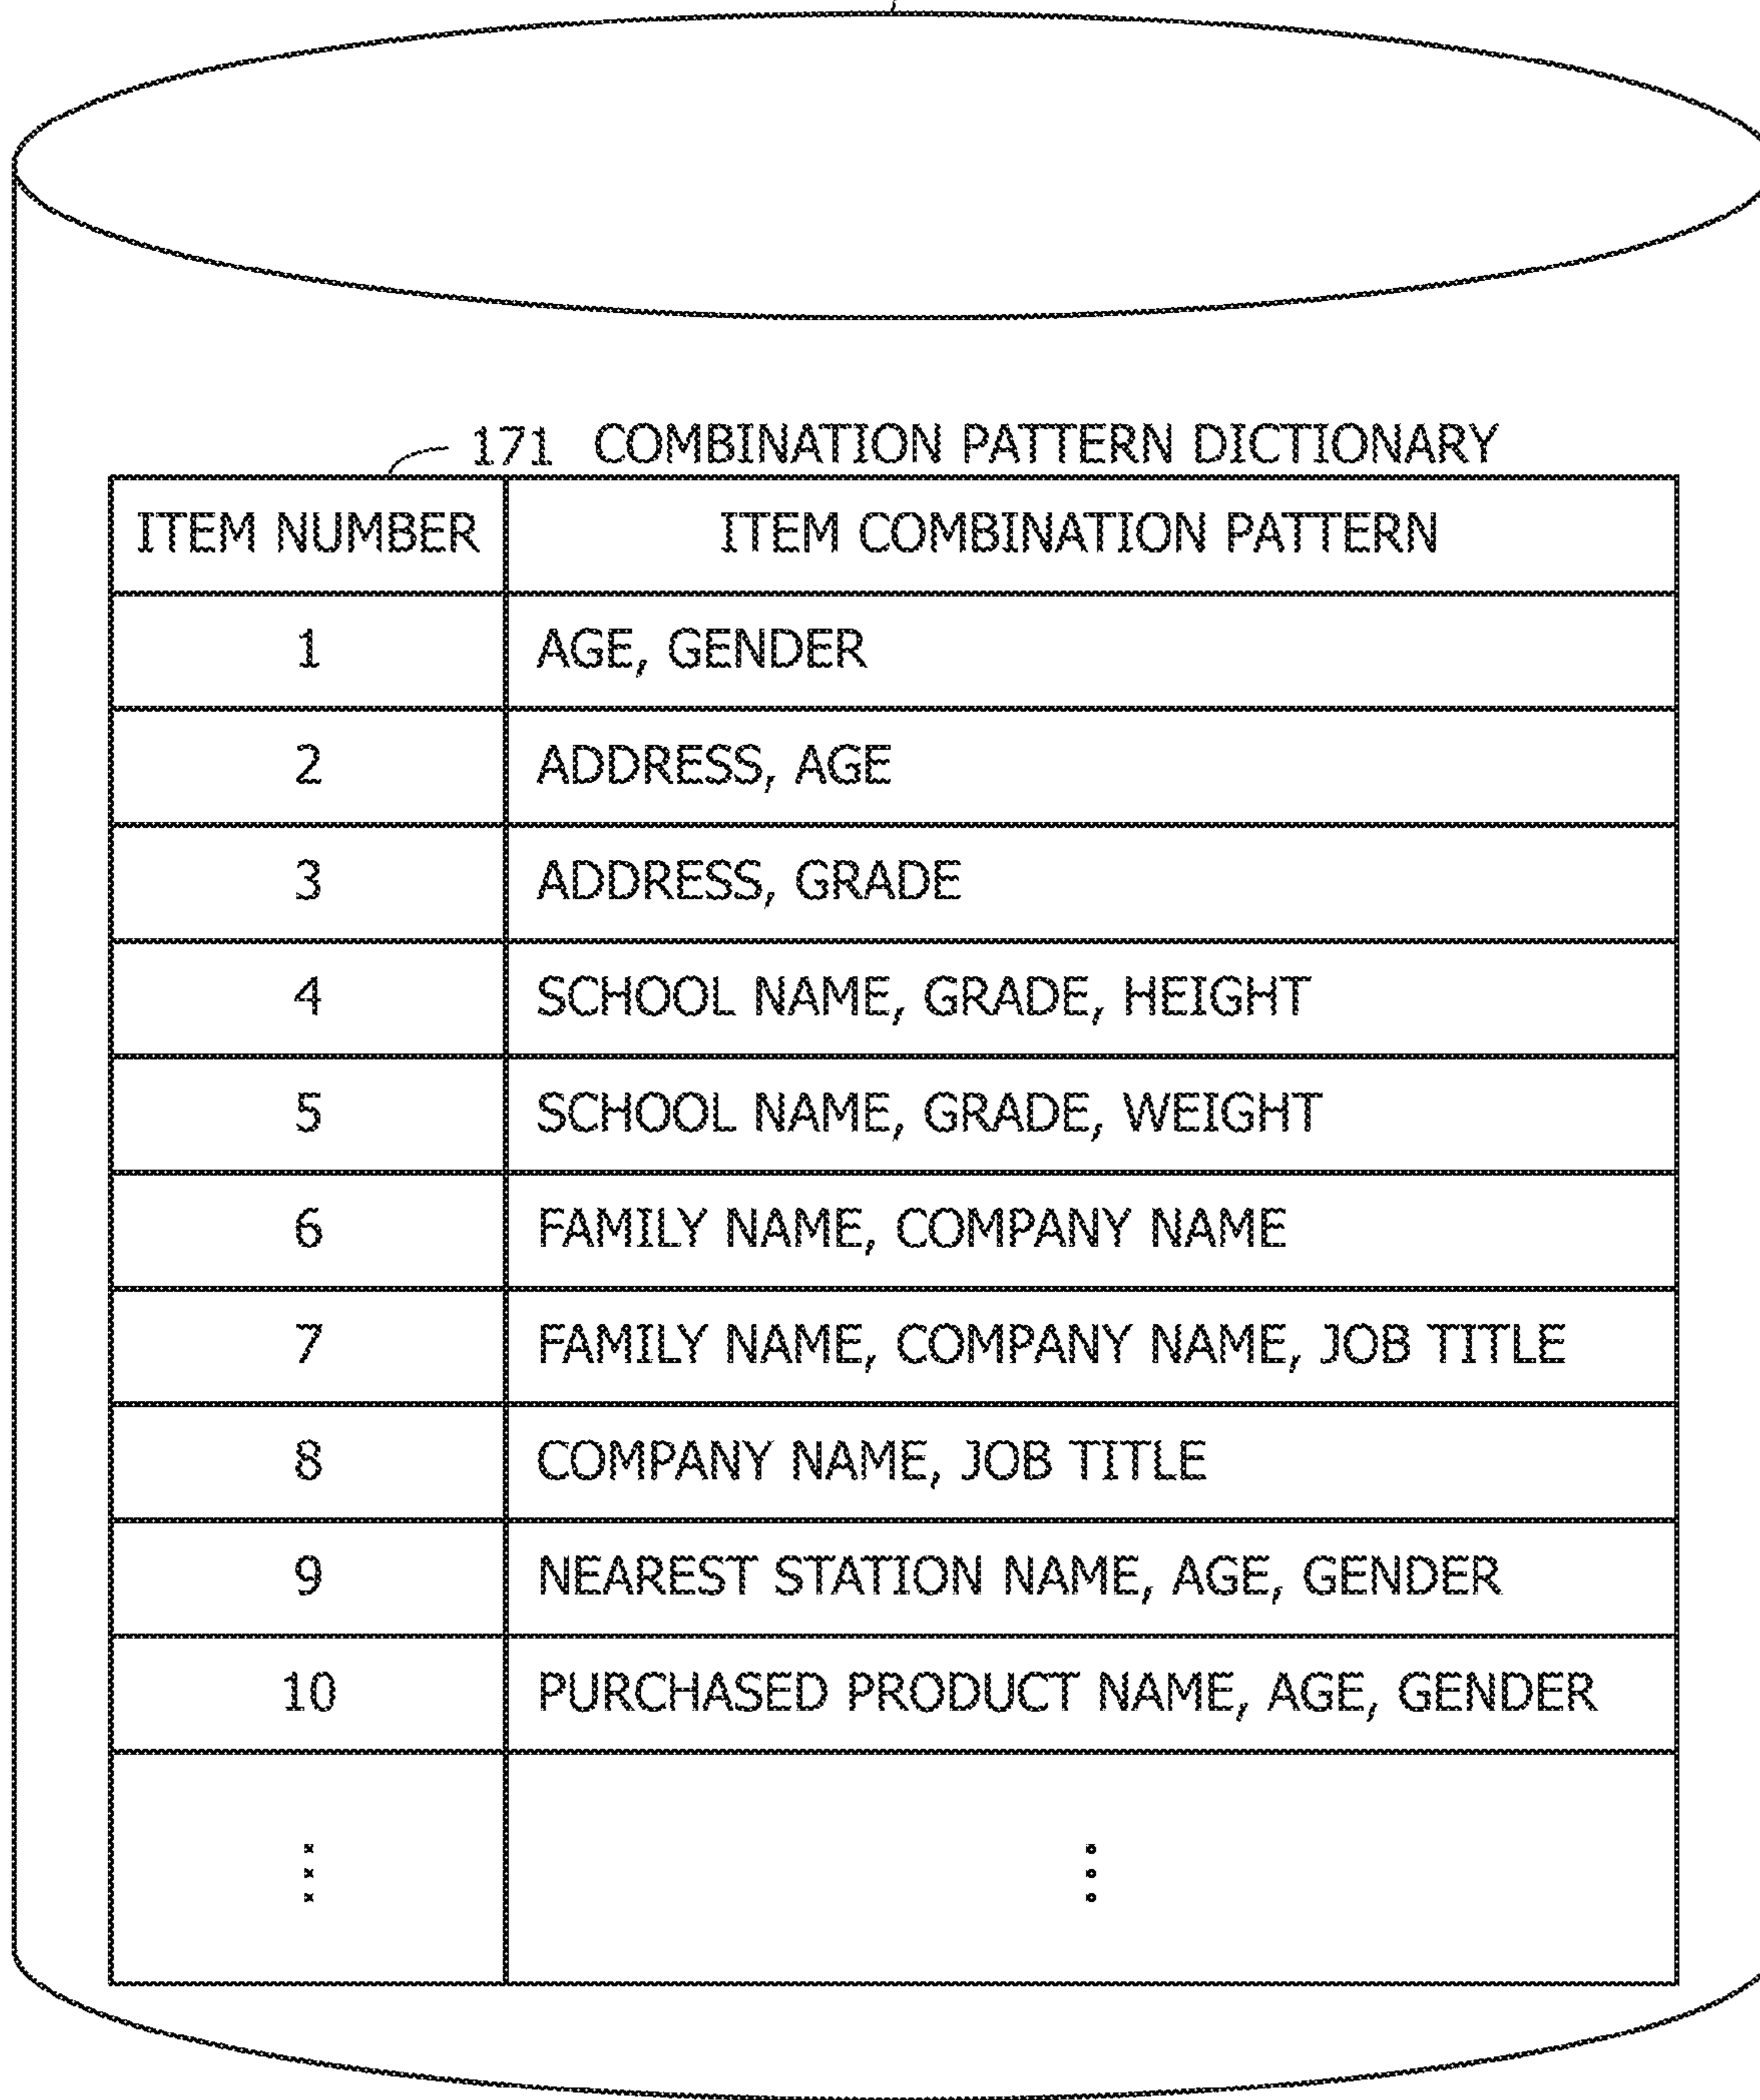 171 COMBINATION PATTERN DICTIONARY
ITEM NUMBER ITEM COMBINATION PATTERN
1 AGE, GENDER
2 ADDRESS, AGE
3 ADDRESS, GRADE
4 SCHOOL NAME, GRADE, HEIGHT
5 SCHOOL NAME, GRADE, WEIGHT
6 FAMILY NAME, COMPANY NAME
7 FAMILY NAME, COMPANY NAME, JOB TITLE
8 COMPANY NAME, JOB TITLE
9 NEAREST STATION NAME, AGE, GENDER
10 PURCHASED PRODUCT NAME, AGE, GENDER
⋮ ⋮